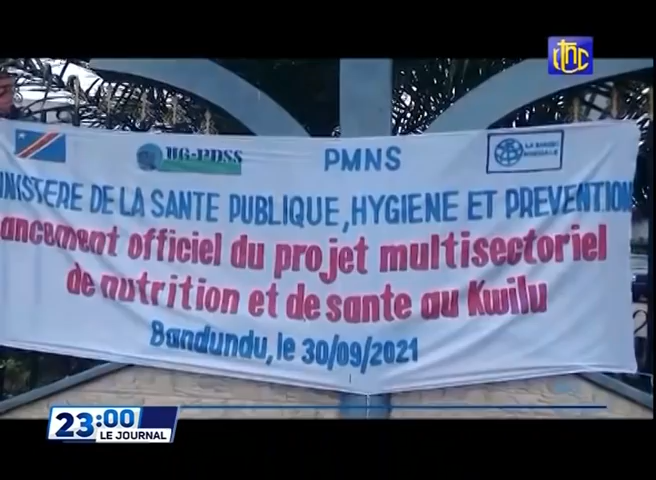 rtnc
UG-PDSS
PMNS
LA BANQUE MONDIALE
INISTERE DE LA SANTE PUBLIQUE, HYGIENE ET PREVENTION
ancement officiel du projet multisectoriel
de nutrition et de sante au Kwilu
Bandundu, le 30/09/2021
23:00
LE JOURNAL